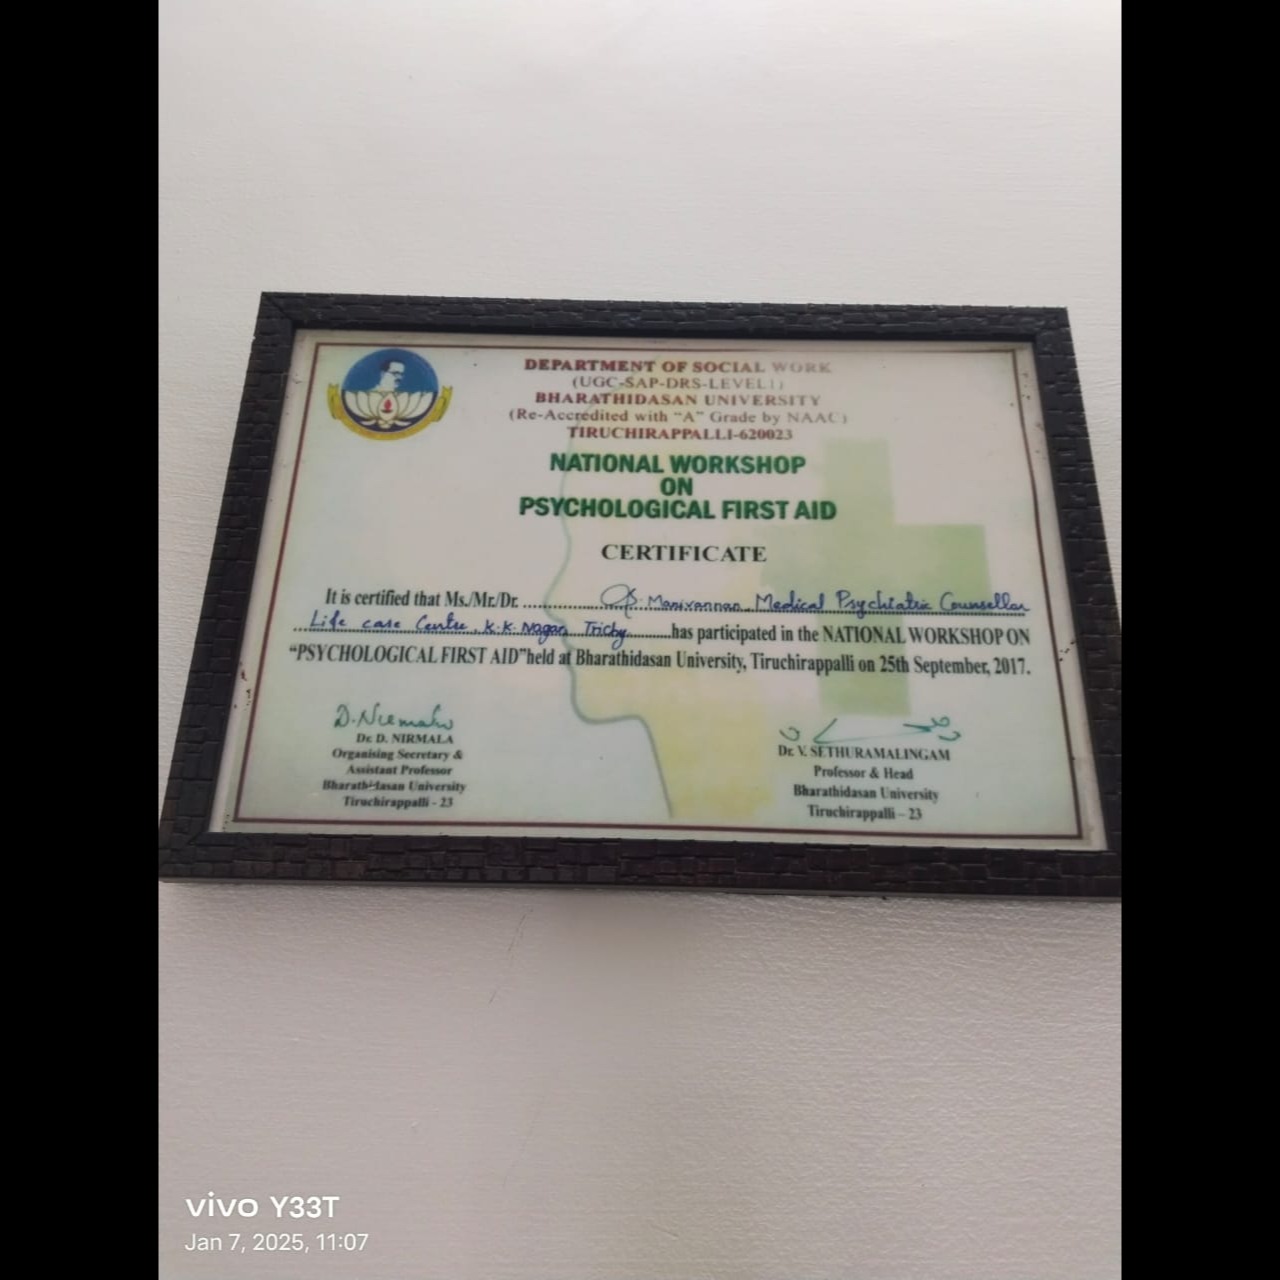 DEPARTMENT OF SOCIAL WORK
(UGC-SAP-DRS-LEVEL1)
BHARATHIDASAN UNIVERSITY
(Re-Accredited with "A" Grade by NAAC)
TIRUCHIRAPPALLI-620023
NATIONAL WORKSHOP
ON
PSYCHOLOGICAL FIRST AID
CERTIFICATE
It is certified that Ms./Mr./Dr. Manivannan, Medical Psychiatric Counsellor
Life care Centre, K.K. Nagar, Trichy has participated in the NATIONAL WORKSHOP ON
"PSYCHOLOGICAL FIRST AID" held at Bharathidasan University, Tiruchirappalli on 25th September, 2017.
D. Nirmala
Dr. D. NIRMALA
Organising Secretary &
Assistant Professor
Bharathidasan University
Tiruchirappalli - 23
Dr. V. SETHURAMALINGAM
Professor & Head
Bharathidasan University
Tiruchirappalli – 23
vivo Y33T
Jan 7, 2025, 11:07